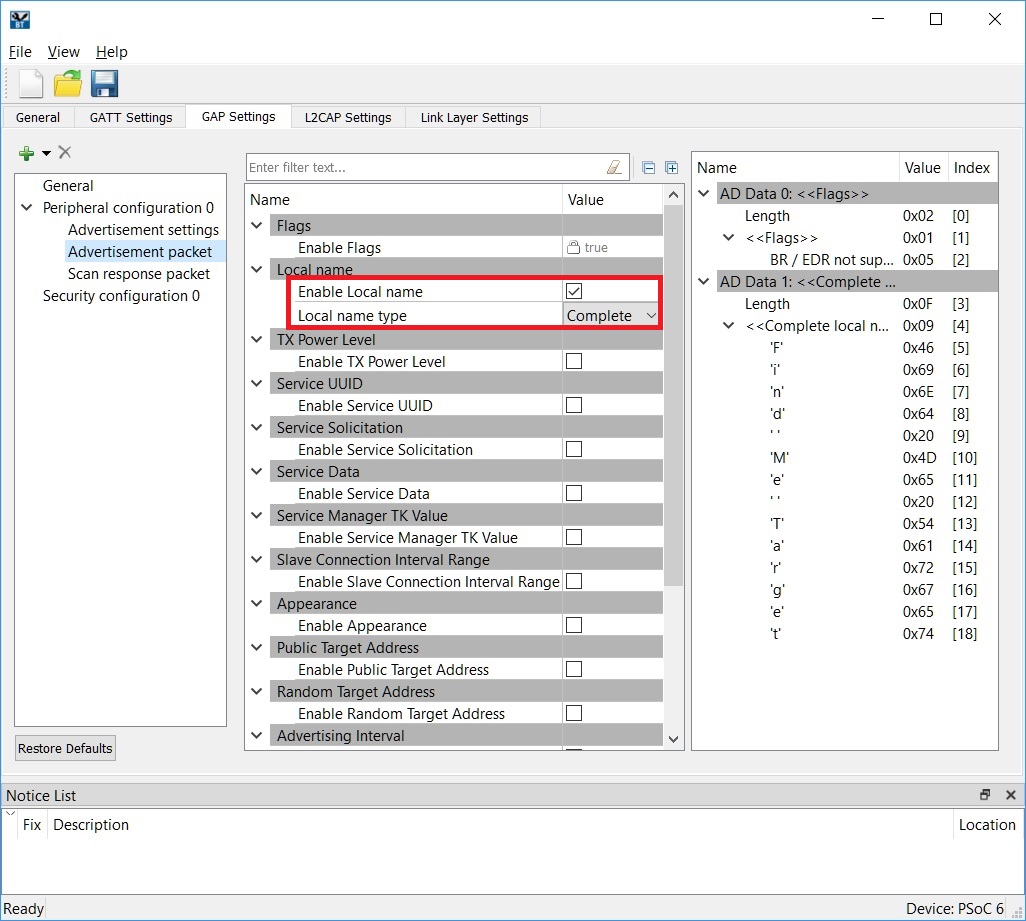 BT
File View Help
General GATT Settings GAP Settings L2CAP Settings Link Layer Settings
General
Peripheral configuration 0
Advertisement settings
Advertisement packet
Scan response packet
Security configuration 0
Restore Defaults
Enter filter text...
Name Value
Flags
Enable Flags true
Local name
Enable Local name
Local name type Complete
TX Power Level
Enable TX Power Level
Service UUID
Enable Service UUID
Service Solicitation
Enable Service Solicitation
Service Data
Enable Service Data
Service Manager TK Value
Enable Service Manager TK Value
Slave Connection Interval Range
Enable Slave Connection Interval Range
Appearance
Enable Appearance
Public Target Address
Enable Public Target Address
Random Target Address
Enable Random Target Address
Advertising Interval
Name Value Index
AD Data 0: <<Flags>>
Length 0x02 [0]
<<Flags>> 0x01 [1]
BR / EDR not sup... 0x05 [2]
AD Data 1: <<Complete ...
Length 0x0F [3]
<<Complete local n... 0x09 [4]
'F' 0x46 [5]
'i' 0x69 [6]
'n' 0x6E [7]
'd' 0x64 [8]
' ' 0x20 [9]
'M' 0x4D [10]
'e' 0x65 [11]
' ' 0x20 [12]
'T' 0x54 [13]
'a' 0x61 [14]
'r' 0x72 [15]
'g' 0x67 [16]
'e' 0x65 [17]
't' 0x74 [18]
Notice List
Fix Description Location
Ready Device: PSoC 6